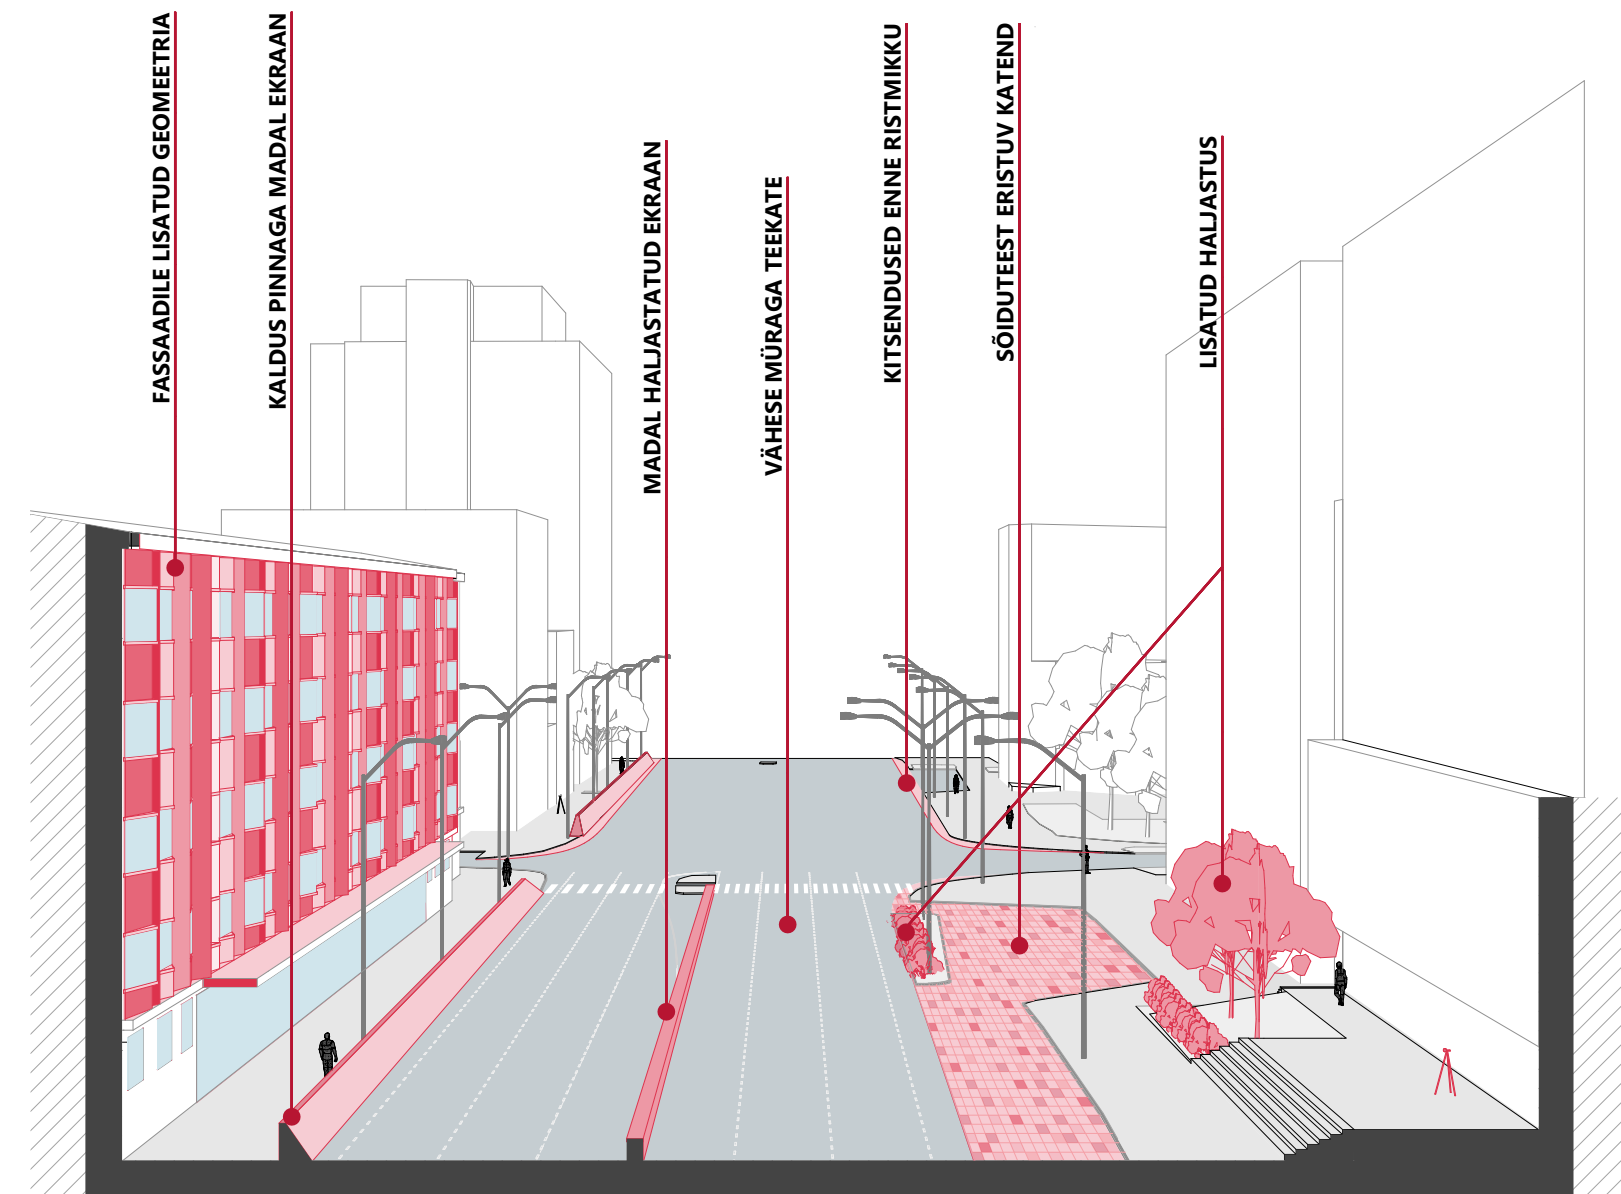 FASSAADILE LISATUD GEOMEETRIA
KALDUS PINNAGA MADAL EKRAAN
MADAL HALJASTATUD EKRAAN
VÄHESE MÜRAGA TEEKATE
KITSENDUSED ENNE RISTMIKKU
SÕIDUTEEST ERISTUV KATEND
LISATUD HALJASTUS